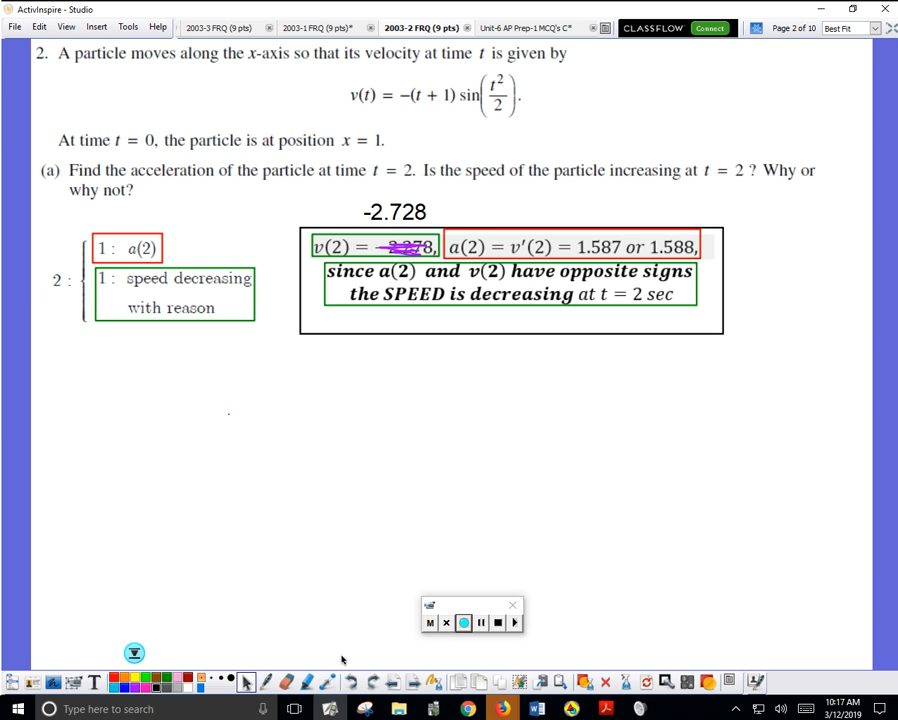 ActivInspire - Studio
File Edit View Insert Tools Help 2003-3 FRQ (9 pts) 2003-1 FRQ (9 pts)* 2003-2 FRQ (9 pts) Unit-6 AP Prep-1 MCQ's C* CLASSFLOW Connect Page 2 of 10 Best Fit
2. A particle moves along the x-axis so that its velocity at time t is given by
v(t) = −(t + 1) sin(t²/2).
At time t = 0, the particle is at position x = 1.
(a) Find the acceleration of the particle at time t = 2. Is the speed of the particle increasing at t = 2 ? Why or
why not?
-2.728
2 : { 1 : a(2)
1 : speed decreasing
with reason
v(2) = −2.278, a(2) = v′(2) = 1.587 or 1.588,
since a(2) and v(2) have opposite signs
the SPEED is decreasing at t = 2 sec
M
T
Type here to search
10:17 AM
3/12/2019